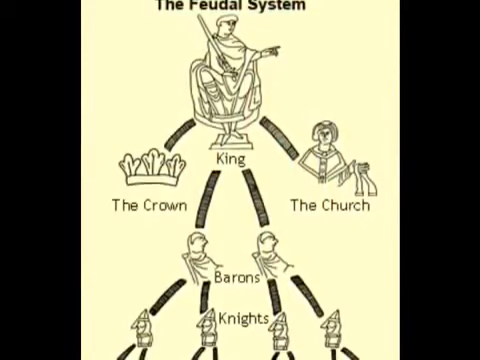 The Feudal System
King
The Crown
The Church
Barons
Knights